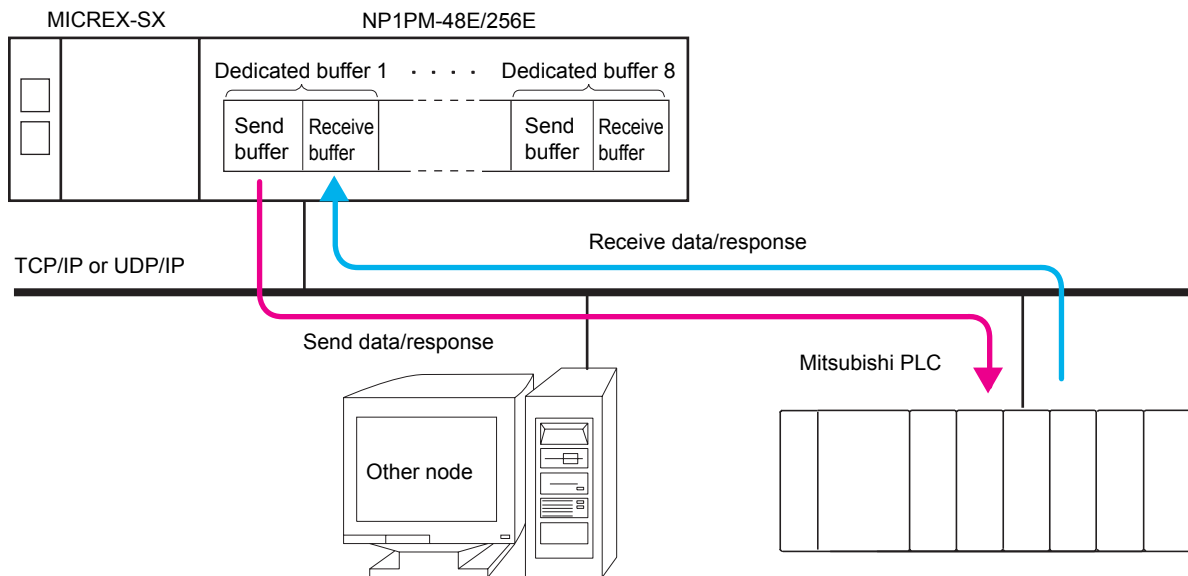 MICREX-SX
NP1PM-48E/256E
Dedicated buffer 1 · · · · Dedicated buffer 8
Send buffer
Receive buffer
Send buffer
Receive buffer
Receive data/response
TCP/IP or UDP/IP
Send data/response
Mitsubishi PLC
Other node